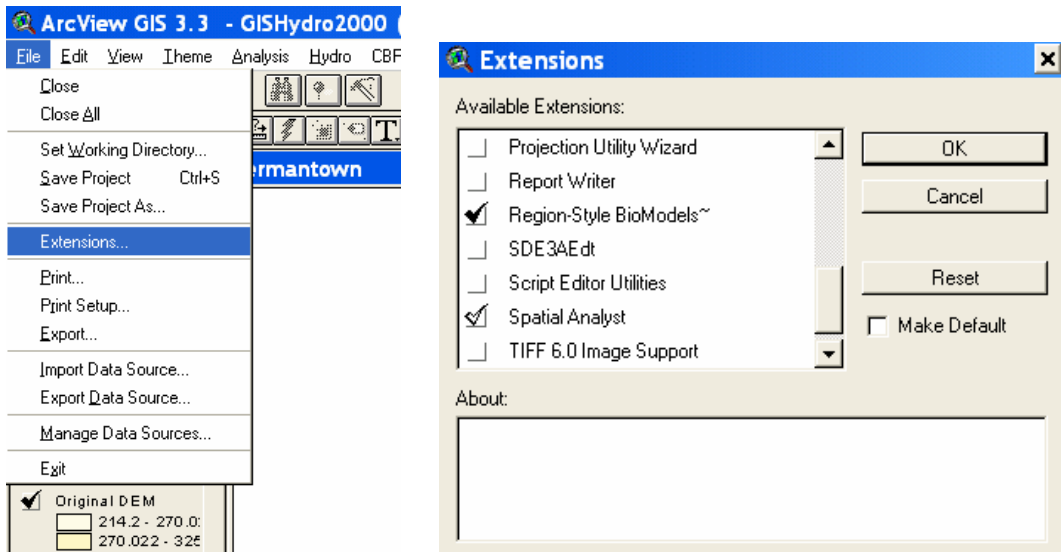 ArcView GIS 3.3 - GISHydro2000 (
File Edit View Theme Analysis Hydro CBF
Close
Close All
Set Working Directory...
Save Project Ctrl+S
Save Project As...
Extensions...
Print...
Print Setup...
Export...
Import Data Source...
Export Data Source...
Manage Data Sources...
Exit
T
rmantown
Original DEM
214.2 - 270.0
270.022 - 325
Extensions
Available Extensions:
Projection Utility Wizard
Report Writer
Region-Style BioModels~
SDE3AEdt
Script Editor Utilities
Spatial Analyst
TIFF 6.0 Image Support
OK
Cancel
Reset
Make Default
About: